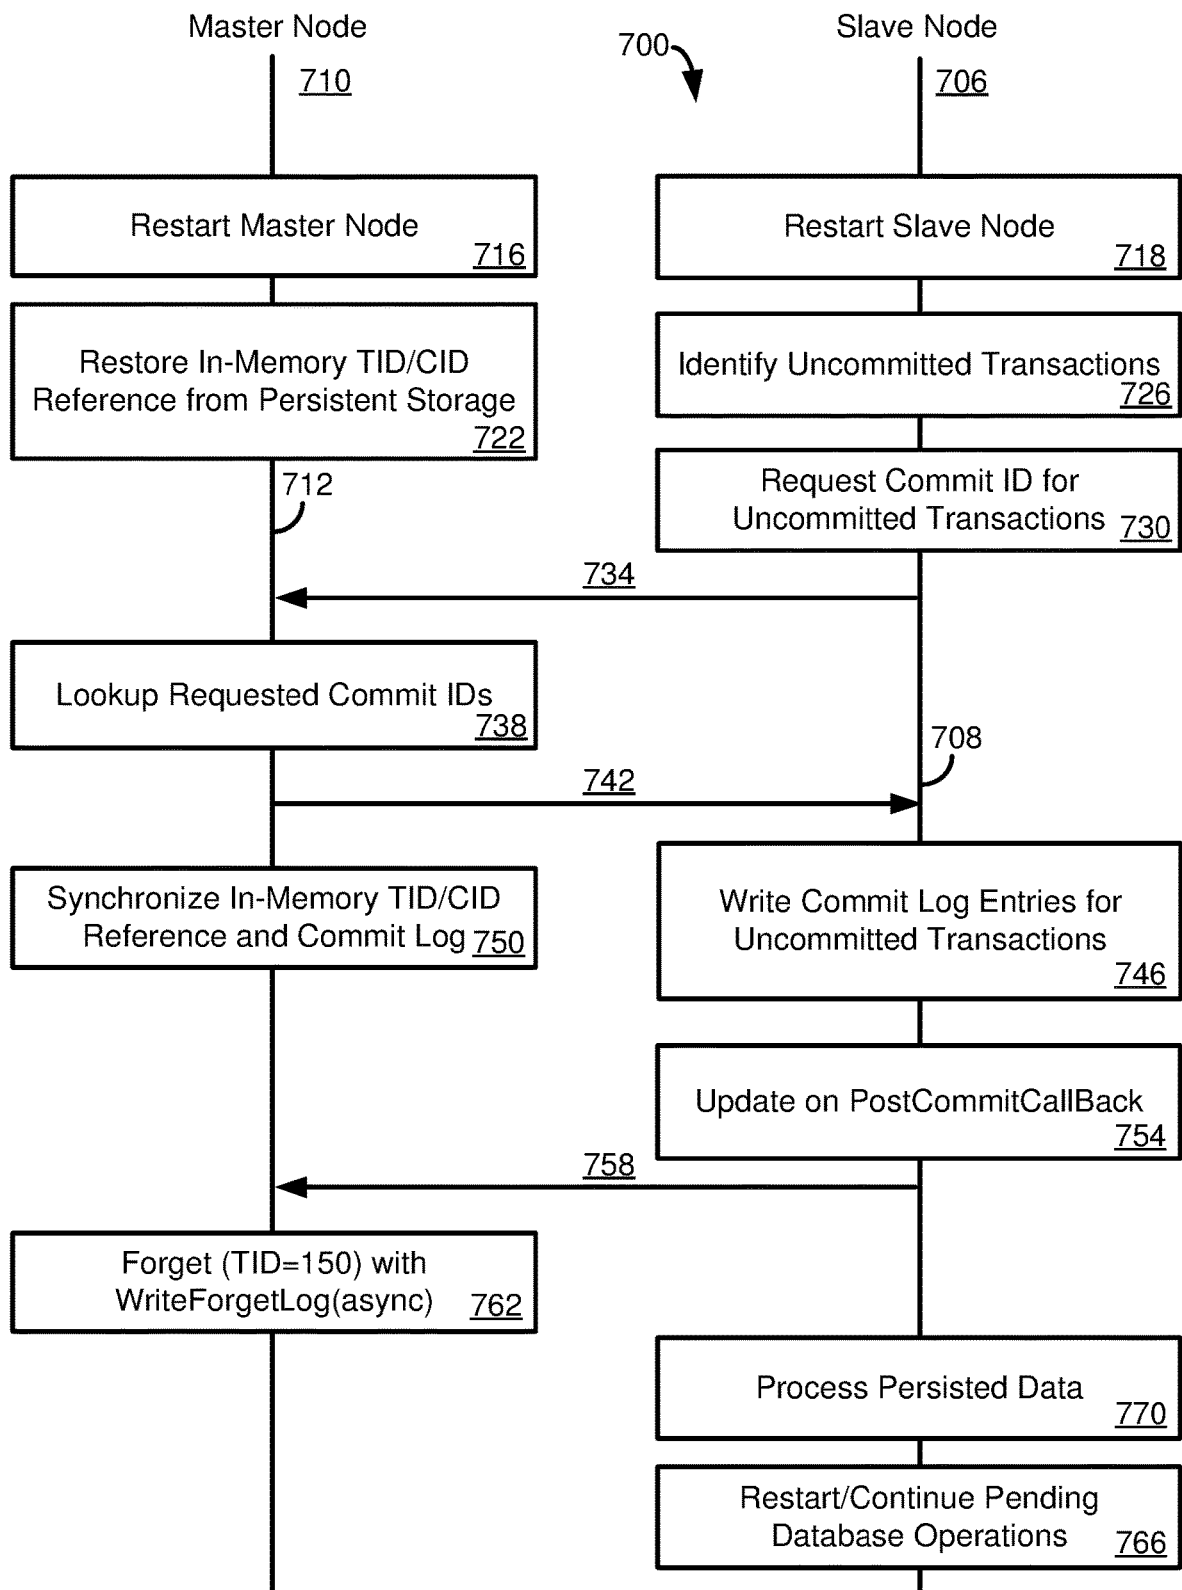 Master Node
Slave Node
700
710
706
Restart Master Node
716
Restart Slave Node
718
Restore In-Memory TID/CID
Reference from Persistent Storage
722
Identify Uncommitted Transactions
726
712
Request Commit ID for
Uncommitted Transactions
730
734
Lookup Requested Commit IDs
738
708
742
Synchronize In-Memory TID/CID
Reference and Commit Log
750
Write Commit Log Entries for
Uncommitted Transactions
746
Update on PostCommitCallBack
754
758
Forget (TID=150) with
WriteForgetLog(async)
762
Process Persisted Data
770
Restart/Continue Pending
Database Operations
766